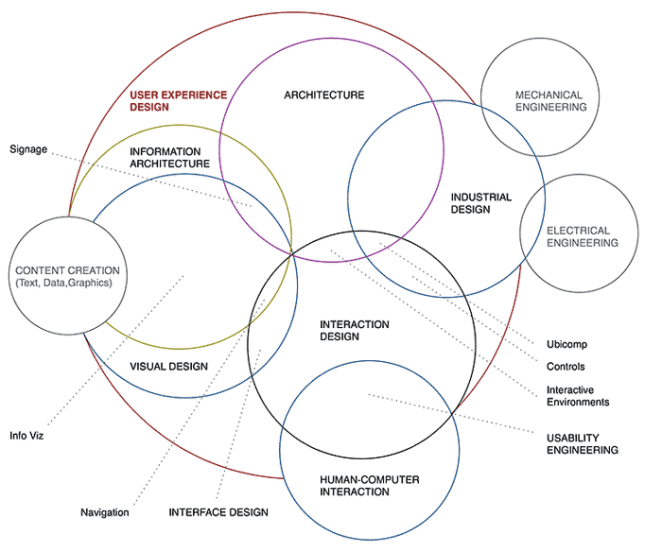 USER EXPERIENCE
DESIGN
ARCHITECTURE
MECHANICAL
ENGINEERING
Signage
INFORMATION
ARCHITECTURE
INDUSTRIAL
DESIGN
ELECTRICAL
ENGINEERING
CONTENT CREATION
(Text, Data,Graphics)
INTERACTION
DESIGN
Ubicomp
VISUAL DESIGN
Controls
Interactive
Environments
Info Viz
USABILITY
ENGINEERING
HUMAN-COMPUTER
INTERACTION
Navigation
INTERFACE DESIGN